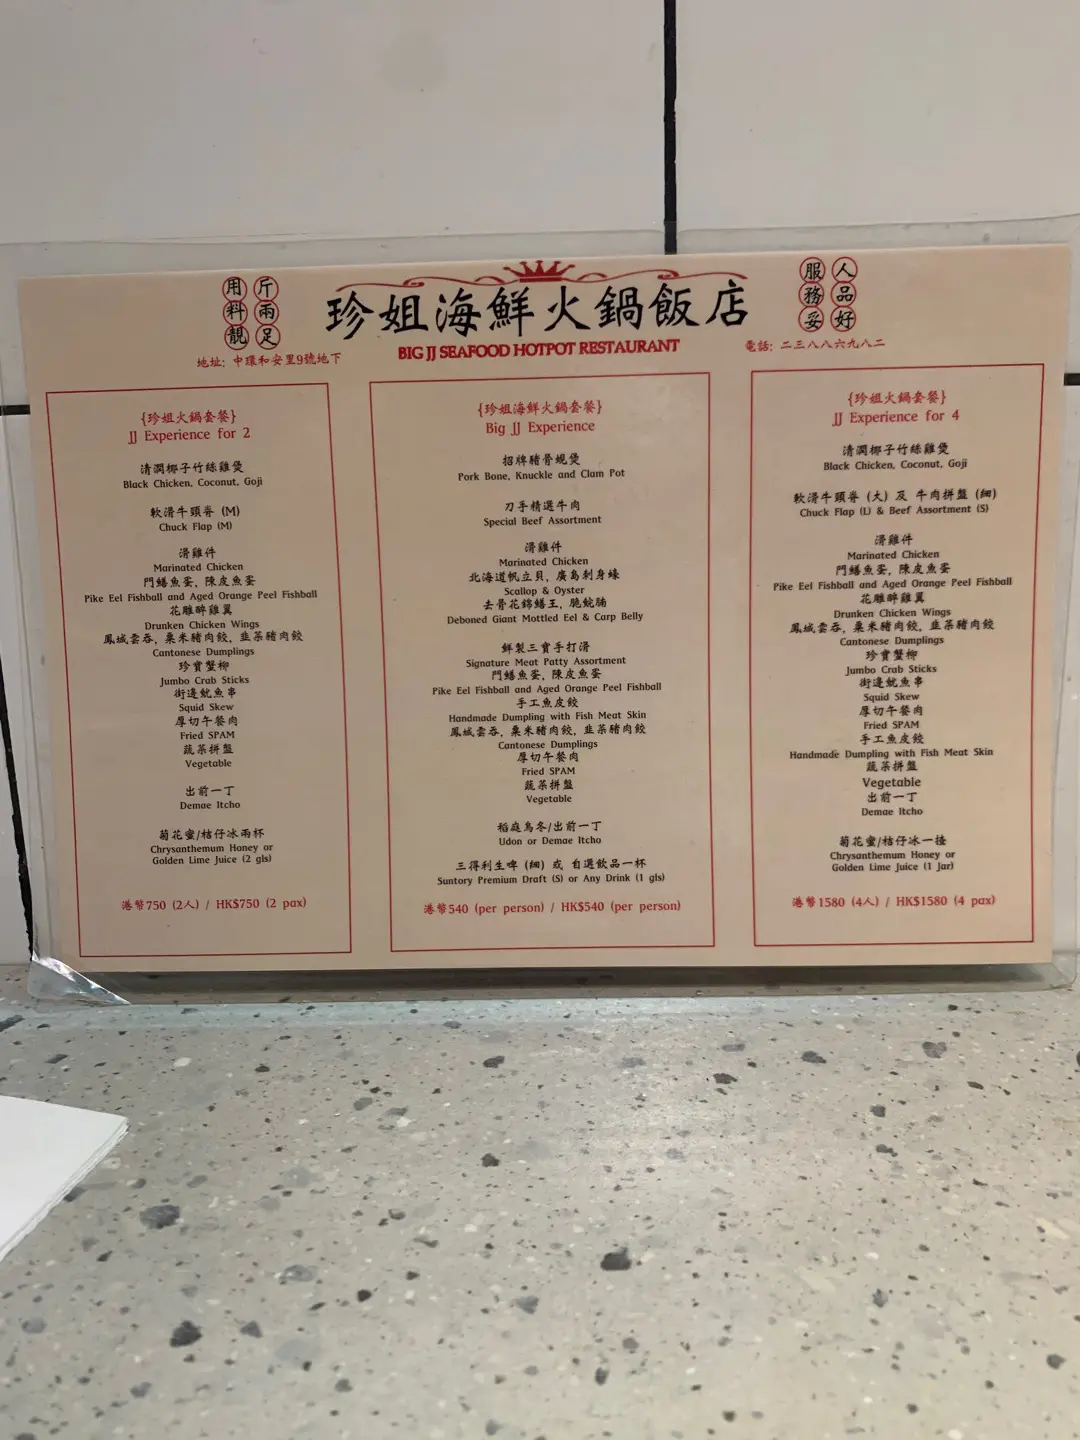 用料靚
斤兩足
珍姐海鮮火鍋飯店
BIG JJ SEAFOOD HOTPOT RESTAURANT
服務妥
人品好
地址: 中環和安里9號地下
電話: 二三八八六九八二
{珍姐火鍋套餐}
JJ Experience for 2
清潤椰子竹絲雞煲
Black Chicken, Coconut, Goji
軟滑牛頸脊 (M)
Chuck Flap (M)
滑雞件
Marinated Chicken
門鱔魚蛋, 陳皮魚蛋
Pike Eel Fishball and Aged Orange Peel Fishball
花雕醉雞翼
Drunken Chicken Wings
鳳城雲吞, 粟米豬肉餃, 韭菜豬肉餃
Cantonese Dumplings
珍寶蟹柳
Jumbo Crab Sticks
街邊魷魚串
Squid Skew
厚切午餐肉
Fried SPAM
蔬菜拼盤
Vegetable
出前一丁
Demae Itcho
菊花蜜/桔仔冰兩杯
Chrysanthemum Honey or
Golden Lime Juice (2 gls)
港幣750 (2人) / HK$750 (2 pax)
{珍姐海鮮火鍋套餐}
Big JJ Experience
招牌豬骨蜆煲
Pork Bone, Knuckle and Clam Pot
刀手精選牛肉
Special Beef Assortment
滑雞件
Marinated Chicken
北海道帆立貝, 廣島刺身蠔
Scallop & Oyster
去骨花錦鱔王, 脆鯇腩
Deboned Giant Mottled Eel & Carp Belly
鮮製三寶手打滑
Signature Meat Patty Assortment
門鱔魚蛋, 陳皮魚蛋
Pike Eel Fishball and Aged Orange Peel Fishball
手工魚皮餃
Handmade Dumpling with Fish Meat Skin
鳳城雲吞, 粟米豬肉餃, 韭菜豬肉餃
Cantonese Dumplings
厚切午餐肉
Fried SPAM
蔬菜拼盤
Vegetable
稻庭烏冬/出前一丁
Udon or Demae Itcho
三得利生啤 (細) 或 自選飲品一杯
Suntory Premium Draft (S) or Any Drink (1 gls)
港幣540 (per person) / HK$540 (per person)
{珍姐火鍋套餐}
JJ Experience for 4
清潤椰子竹絲雞煲
Black Chicken, Coconut, Goji
軟滑牛頸脊 (大) 及 牛肉拼盤 (細)
Chuck Flap (L) & Beef Assortment (S)
滑雞件
Marinated Chicken
門鱔魚蛋, 陳皮魚蛋
Pike Eel Fishball and Aged Orange Peel Fishball
花雕醉雞翼
Drunken Chicken Wings
鳳城雲吞, 粟米豬肉餃, 韭菜豬肉餃
Cantonese Dumplings
珍寶蟹柳
Jumbo Crab Sticks
街邊魷魚串
Squid Skew
厚切午餐肉
Fried SPAM
手工魚皮餃
Handmade Dumpling with Fish Meat Skin
蔬菜拼盤
Vegetable
出前一丁
Demae Itcho
菊花蜜/桔仔冰一揸
Chrysanthemum Honey or
Golden Lime Juice (1 Jar)
港幣1580 (4人) / HK$1580 (4 pax)